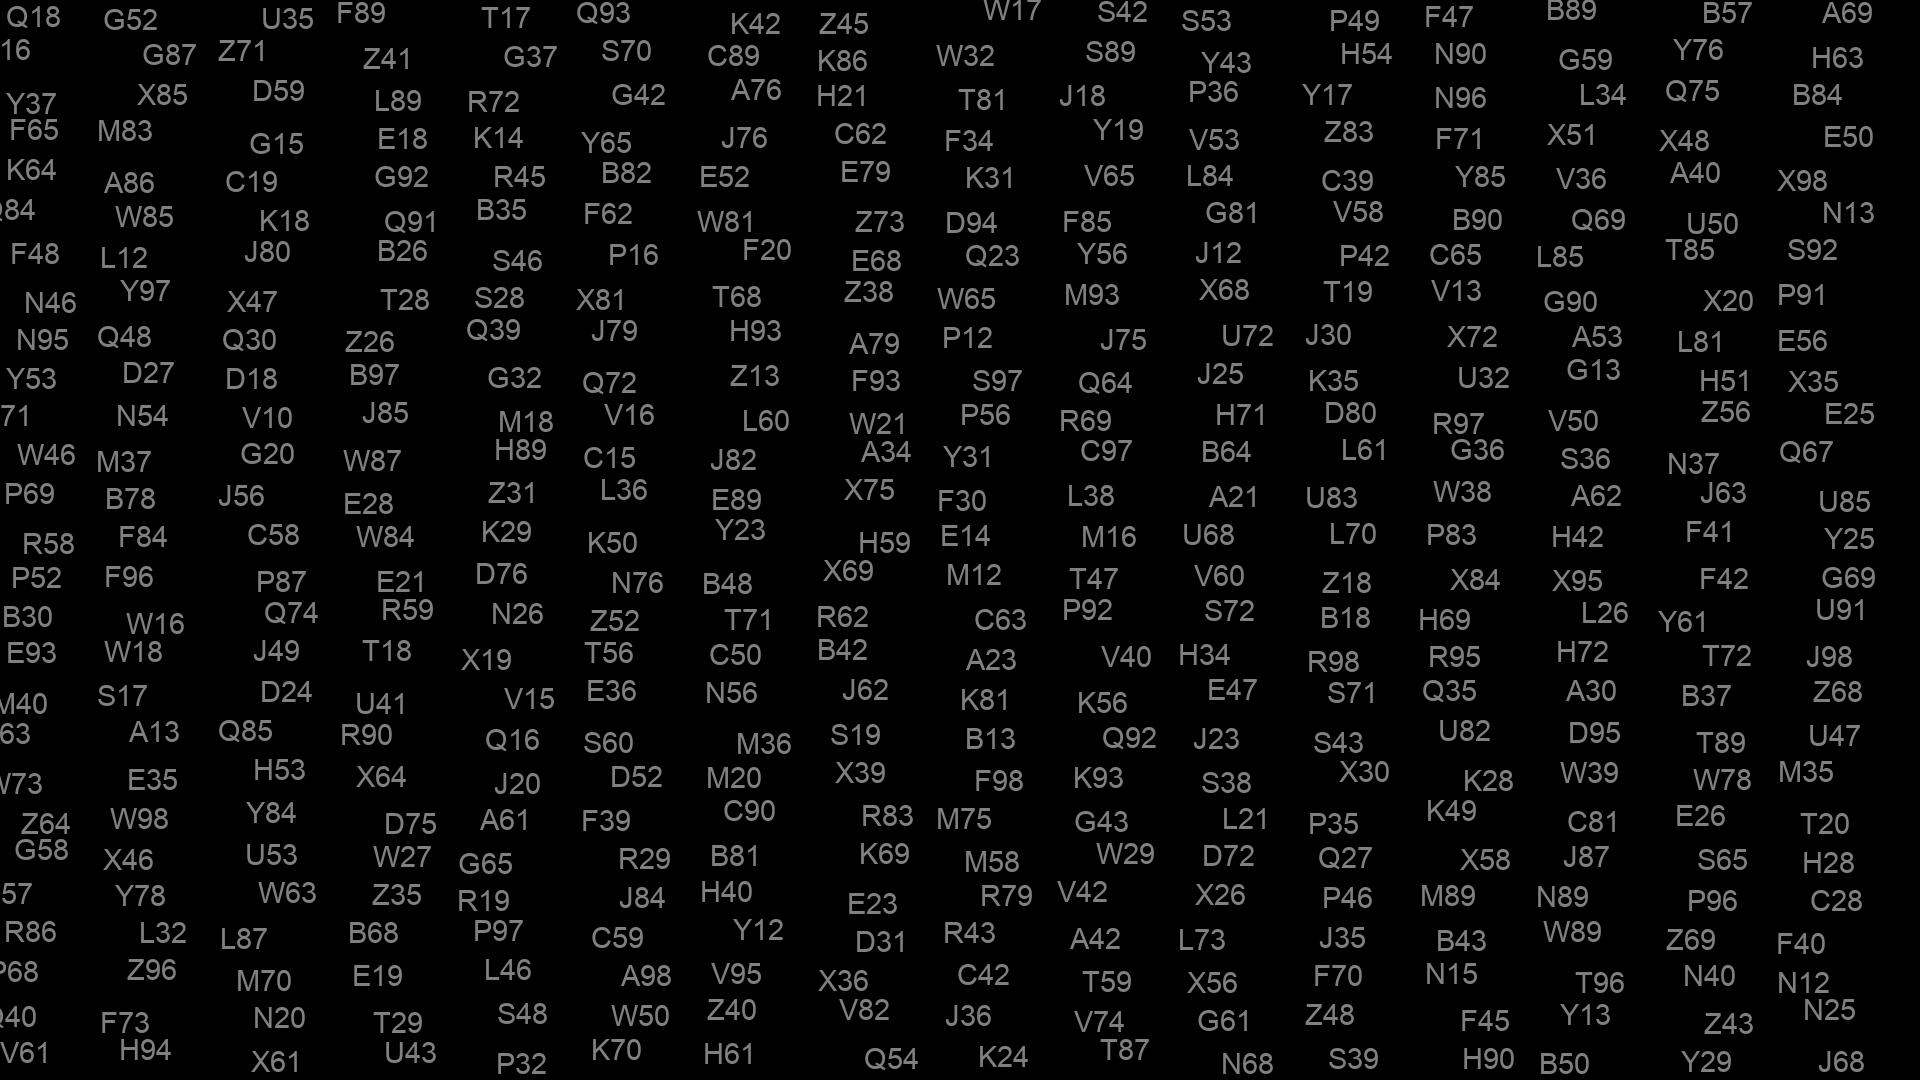 Q18 G52 U35 F89 T17 Q93 K42 Z45 W17 S42 S53 P49 F47 B89 B57 A69
16 G87 Z71 Z41 G37 S70 C89 K86 W32 S89 Y43 H54 N90 G59 Y76 H63
Y37 X85 D59 L89 R72 G42 A76 H21 T81 J18 P36 Y17 N96 L34 Q75 B84
F65 M83 G15 E18 K14 Y65 J76 C62 F34 Y19 V53 Z83 F71 X51 X48 E50
K64 A86 C19 G92 R45 B82 E52 E79 K31 V65 L84 C39 Y85 V36 A40 X98
84 W85 K18 Q91 B35 F62 W81 Z73 D94 F85 G81 V58 B90 Q69 U50 N13
F48 L12 J80 B26 S46 P16 F20 E68 Q23 Y56 J12 P42 C65 L85 T85 S92
N46 Y97 X47 T28 S28 X81 T68 Z38 W65 M93 X68 T19 V13 G90 X20 P91
N95 Q48 Q30 Z26 Q39 J79 H93 A79 P12 J75 U72 J30 X72 A53 L81 E56
Y53 D27 D18 B97 G32 Q72 Z13 F93 S97 Q64 J25 K35 U32 G13 H51 X35
71 N54 V10 J85 M18 V16 L60 W21 P56 R69 H71 D80 R97 V50 Z56 E25
W46 M37 G20 W87 H89 C15 J82 A34 Y31 C97 B64 L61 G36 S36 N37 Q67
P69 B78 J56 E28 Z31 L36 E89 X75 F30 L38 A21 U83 W38 A62 J63 U85
R58 F84 C58 W84 K29 K50 Y23 H59 E14 M16 U68 L70 P83 H42 F41 Y25
P52 F96 P87 E21 D76 N76 B48 X69 M12 T47 V60 Z18 X84 X95 F42 G69
B30 W16 Q74 R59 N26 Z52 T71 R62 C63 P92 S72 B18 H69 L26 Y61 U91
E93 W18 J49 T18 X19 T56 C50 B42 A23 V40 H34 R98 R95 H72 T72 J98
M40 S17 D24 U41 V15 E36 N56 J62 K81 K56 E47 S71 Q35 A30 B37 Z68
63 A13 Q85 R90 Q16 S60 M36 S19 B13 Q92 J23 S43 U82 D95 T89 U47
W73 E35 H53 X64 J20 D52 M20 X39 F98 K93 S38 X30 K28 W39 W78 M35
Z64 W98 Y84 D75 A61 F39 C90 R83 M75 G43 L21 P35 K49 C81 E26 T20
G58 X46 U53 W27 G65 R29 B81 K69 M58 W29 D72 Q27 X58 J87 S65 H28
57 Y78 W63 Z35 R19 J84 H40 E23 R79 V42 X26 P46 M89 N89 P96 C28
R86 L32 L87 B68 P97 C59 Y12 D31 R43 A42 L73 J35 B43 W89 Z69 F40
P68 Z96 M70 E19 L46 A98 V95 X36 C42 T59 X56 F70 N15 T96 N40 N12
40 F73 N20 T29 S48 W50 Z40 V82 J36 V74 G61 Z48 F45 Y13 Z43 N25
V61 H94 X61 U43 P32 K70 H61 Q54 K24 T87 N68 S39 H90 B50 Y29 J68